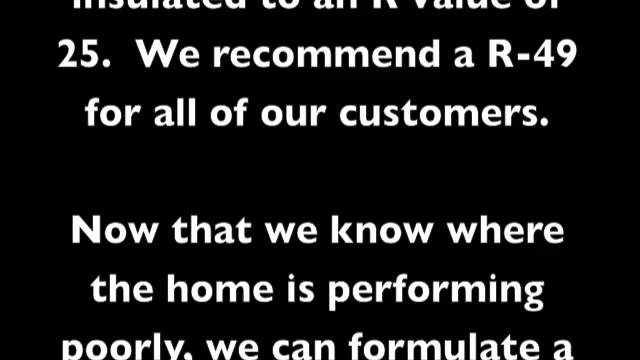 insulated to an R value of
25. We recommend a R-49
for all of our customers.
Now that we know where
the home is performing
poorly, we can formulate a